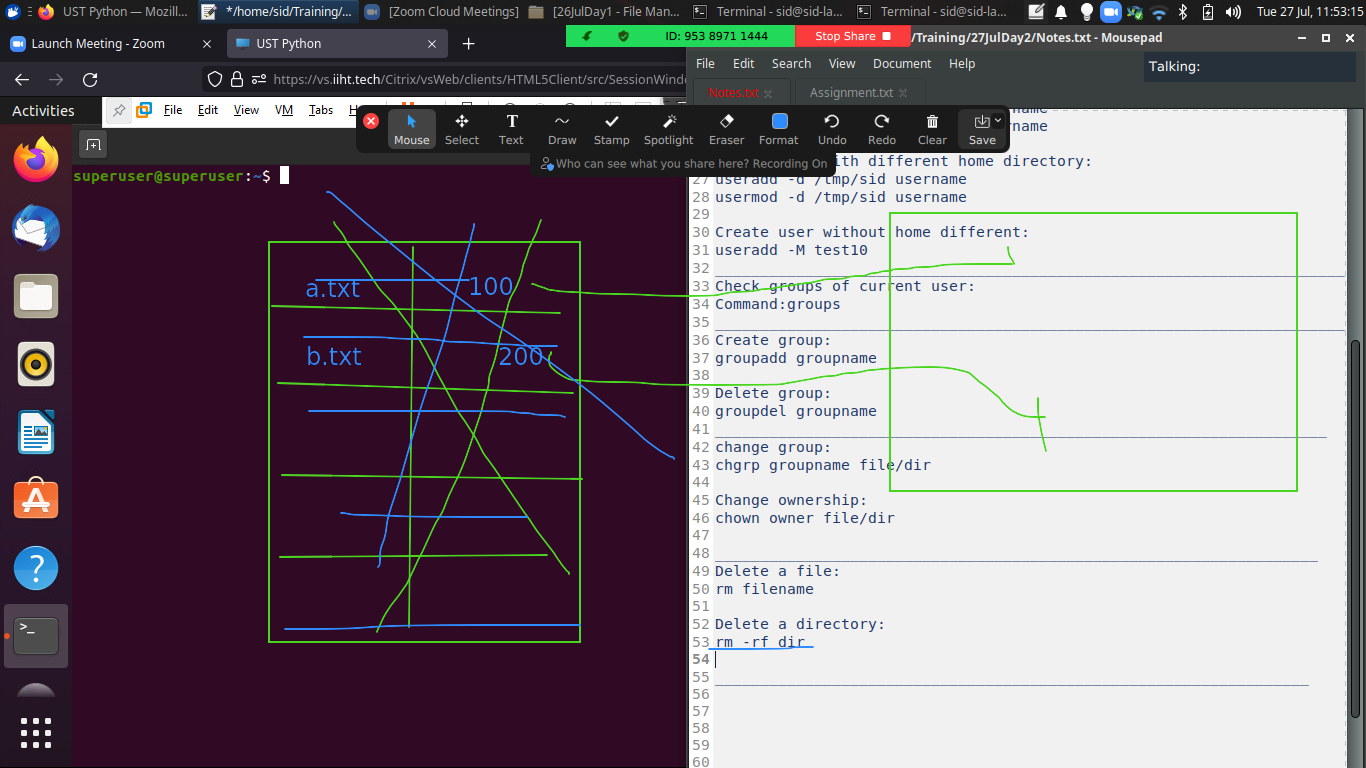 UST Python — Mozill...
*/home/sid/Training/...
[Zoom Cloud Meetings]
[26JulDay1 - File Man...
Terminal - sid@sid-la...
Terminal - sid@sid-la...
Tue 27 Jul, 11:53:15
Launch Meeting - Zoom
UST Python
ID: 953 8971 1444
Stop Share
/Training/27JulDay2/Notes.txt - Mousepad
https://vs.iiht.tech/Citrix/vsWeb/clients/HTML5Client/src/SessionWindo
File Edit Search View Document Help
Talking:
Notes.txt
Assignment.txt
Activities
File Edit View VM Tabs
Mouse Select Text Draw Stamp Spotlight Eraser Format Undo Redo Clear Save
Who can see what you share here? Recording On
superuser@superuser:~$
a.txt 100
b.txt 200
ith different home directory:
27 useradd -d /tmp/sid username
28 usermod -d /tmp/sid username
29
30 Create user without home different:
31 useradd -M test10
32
33 Check groups of current user:
34 Command:groups
35
36 Create group:
37 groupadd groupname
38
39 Delete group:
40 groupdel groupname
41
42 change group:
43 chgrp groupname file/dir
44
45 Change ownership:
46 chown owner file/dir
47
48
49 Delete a file:
50 rm filename
51
52 Delete a directory:
53 rm -rf dir
54
55
56
57
58
59
60